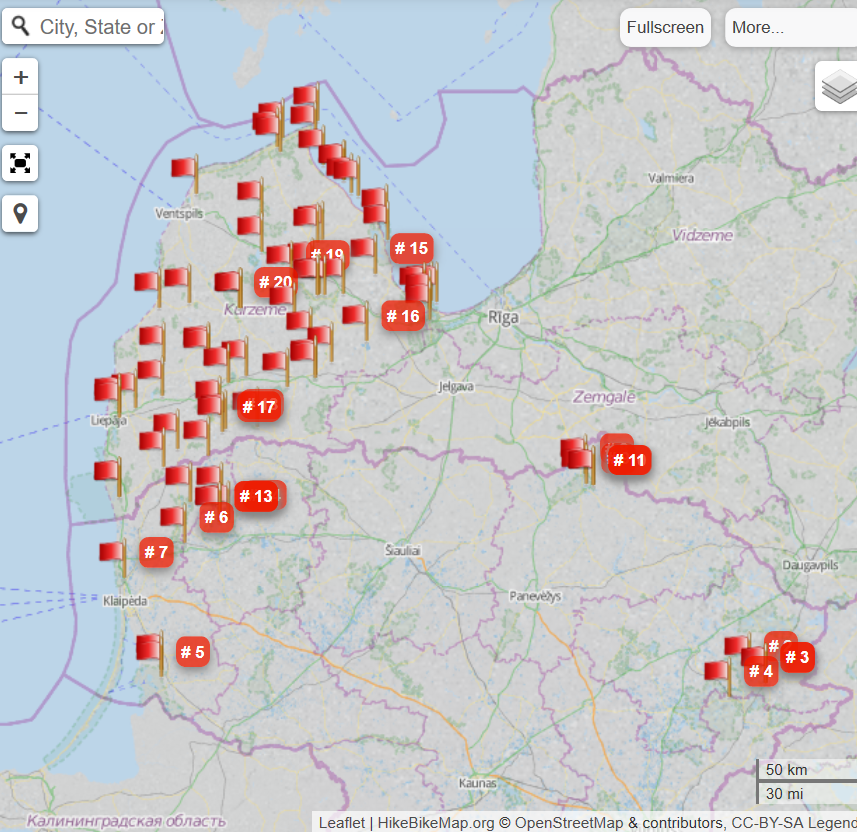 City, State or
Fullscreen
More...
+
−
Valmiera
Ventspils
Vidzeme
# 15
# 19
# 20
Kurzeme
# 16
Rīga
Jelgava
Zemgale
# 17
Liepāja
Jēkabpils
# 11
# 13
# 6
# 7
Šiauliai
Daugavpils
Klaipėda
Panevėžys
# 5
#
# 3
# 4
50 km
Kaunas
30 mi
Калининградская область
Leaflet | HikeBikeMap.org © OpenStreetMap & contributors, CC-BY-SA Legend